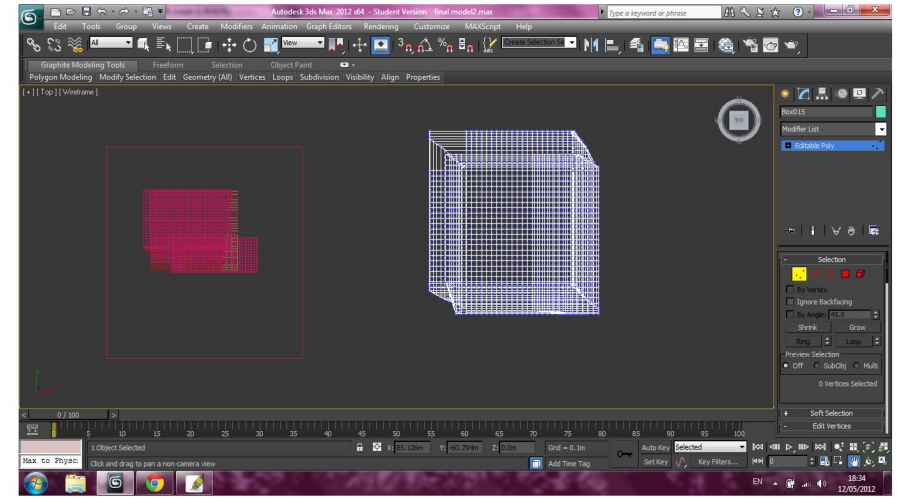 Autodesk 3ds Max 2012 x64 - Student Version final model2.max
Type a keyword or phrase
Edit Tools Group Views Create Modifiers Animation Graph Editors Rendering Customize MAXScript Help
All
View
Create Selection Se
Graphite Modeling Tools Freeform Selection Object Paint
Polygon Modeling Modify Selection Edit Geometry (All) Vertices Loops Subdivision Visibility Align Properties
[ + ] [ Top ] [ Wireframe ]
TOP
Box015
Modifier List
Editable Poly
- Selection
By Vertex
Ignore Backfacing
By Angle: 45.0
Shrink Grow
Ring Loop
Preview Selection
Off SubObj Multi
0 Vertices Selected
+ Soft Selection
- Edit Vertices
< 0 / 100 >
0 5 10 15 20 25 30 35 40 45 50 55 60 65 70 75 80 85 90 95 100
1 Object Selected X: 85.126m Y: -60.794m Z: 0.0m Grid = 0.1m Auto Key Selected
Max to Physc Click and drag to pan a non-camera view Add Time Tag Set Key Key Filters... 0
EN 18:34
12/05/2012